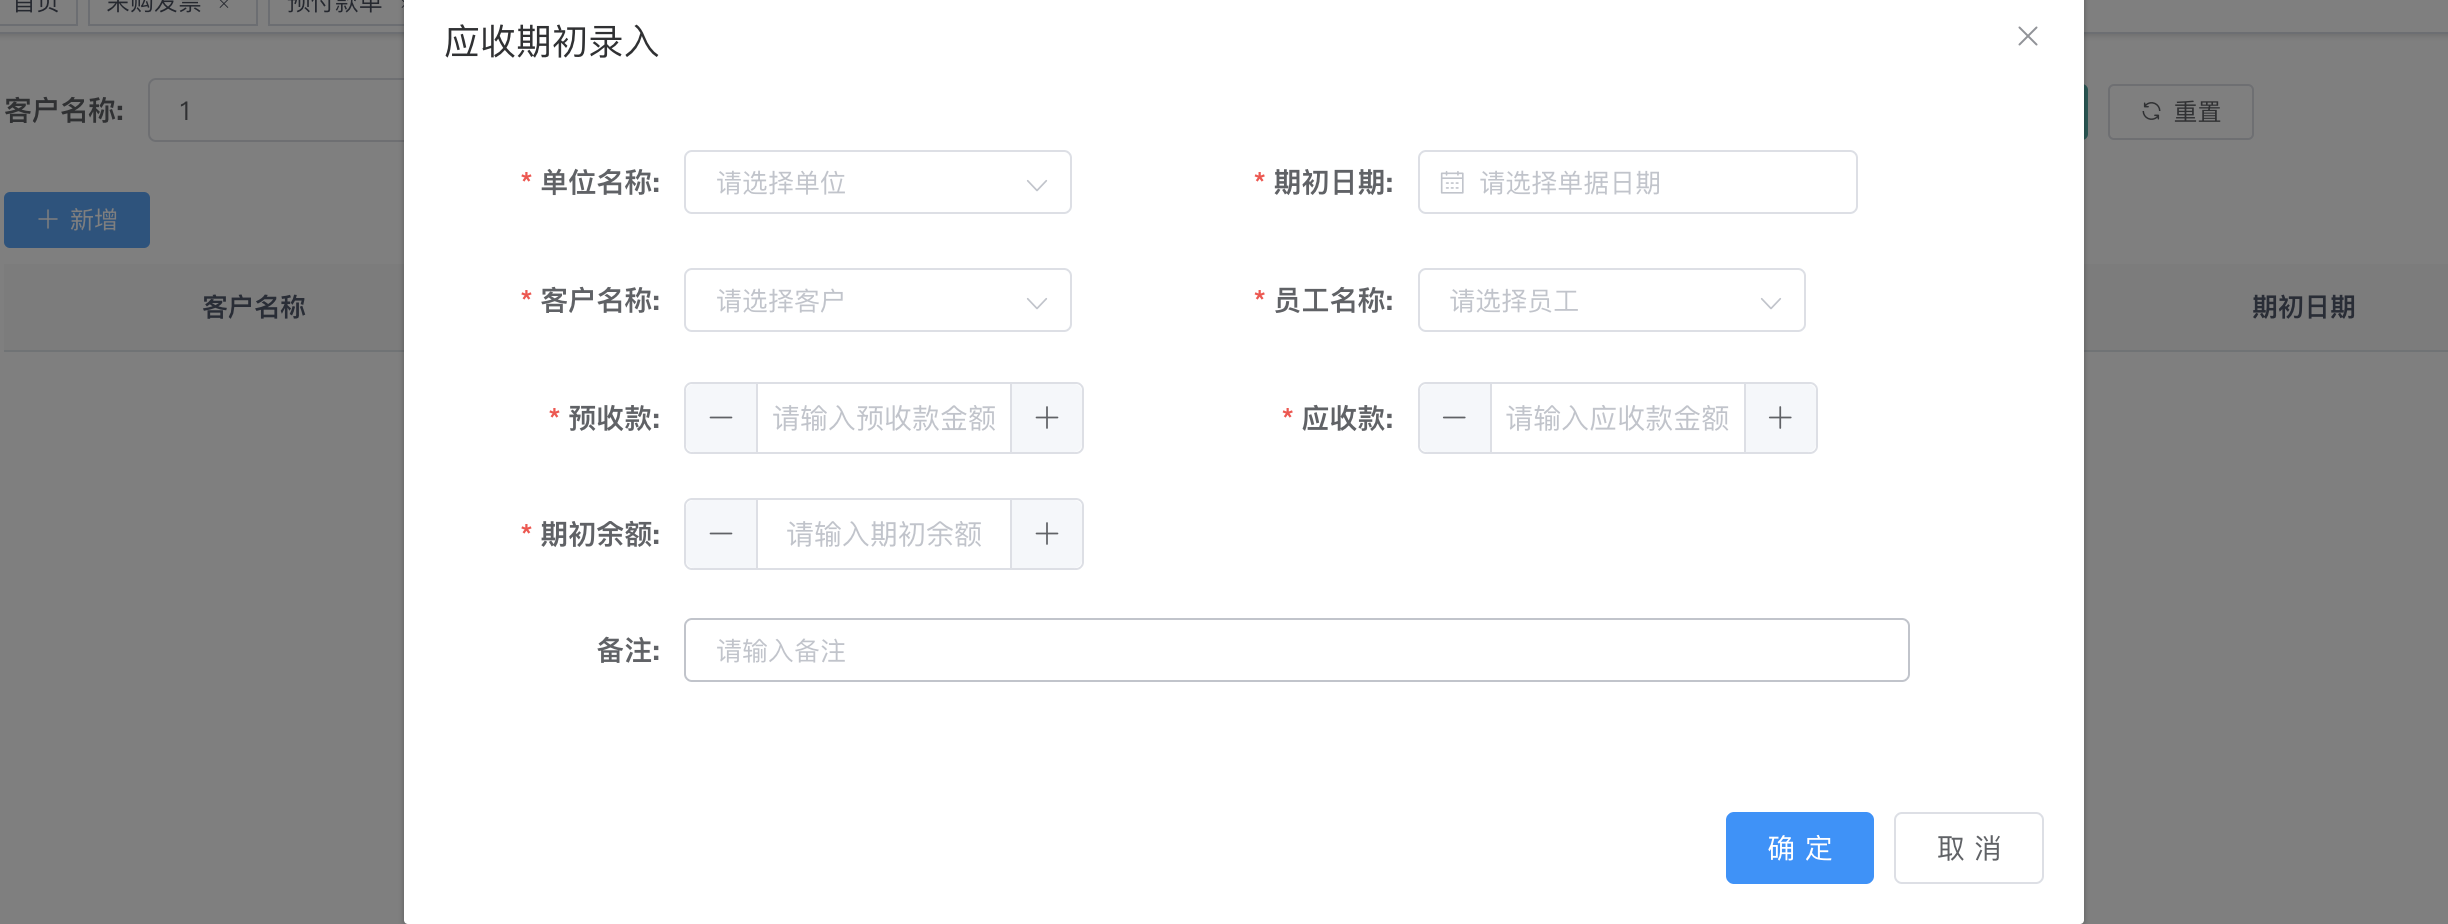 首页 采购发票 × 预付款单
应收期初录入
客户名称: 1
重置
* 单位名称: 请选择单位
* 期初日期: 请选择单据日期
新增
* 客户名称: 请选择客户
* 员工名称: 请选择员工
客户名称
期初日期
* 预收款: 请输入预收款金额
* 应收款: 请输入应收款金额
* 期初余额: 请输入期初余额
备注: 请输入备注
确 定
取 消